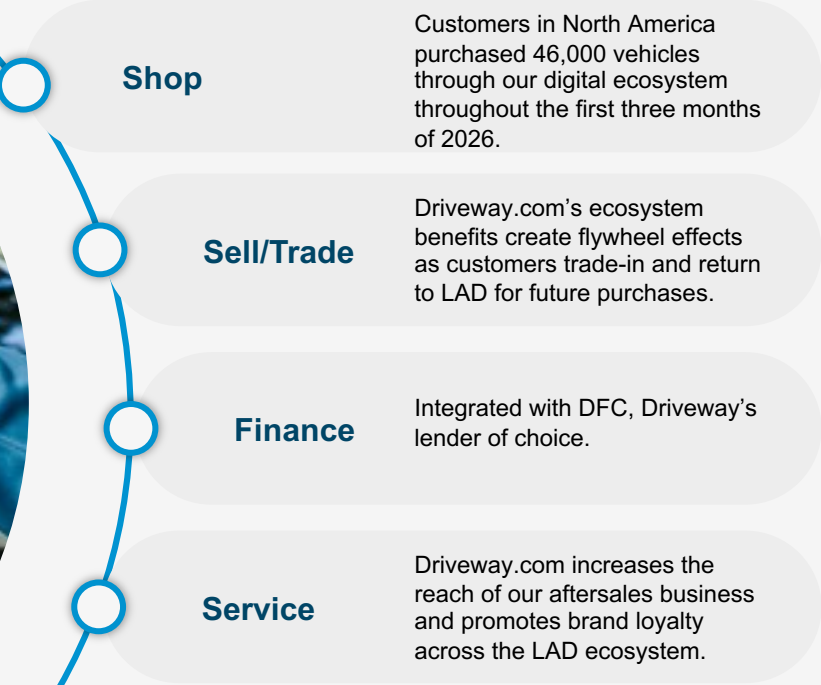 Shop
Customers in North America
purchased 46,000 vehicles
through our digital ecosystem
throughout the first three months
of 2026.
Sell/Trade
Driveway.com’s ecosystem
benefits create flywheel effects
as customers trade-in and return
to LAD for future purchases.
Finance
Integrated with DFC, Driveway’s
lender of choice.
Service
Driveway.com increases the
reach of our aftersales business
and promotes brand loyalty
across the LAD ecosystem.